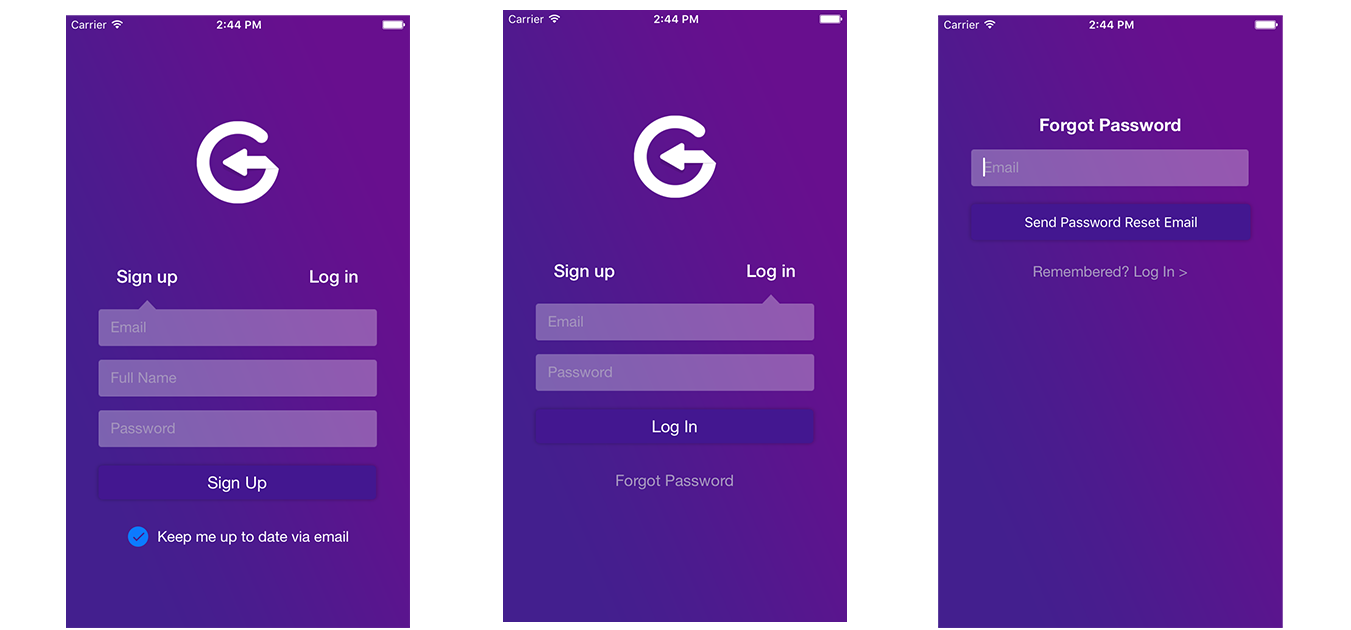 Carrier 2:44 PM
Sign up Log in
Email
Full Name
Password
Sign Up
Keep me up to date via email
Carrier 2:44 PM
Sign up Log in
Email
Password
Log In
Forgot Password
Carrier 2:44 PM
Forgot Password
Email
Send Password Reset Email
Remembered? Log In >